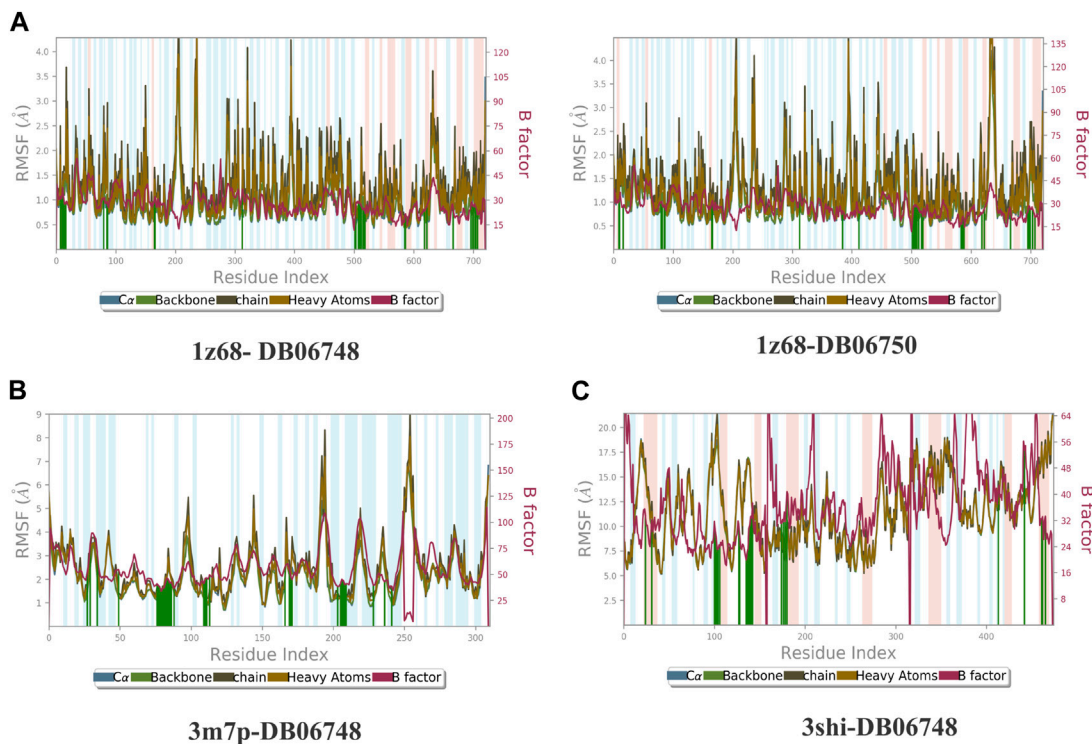 A
4.0
3.5
3.0
2.5
2.0
1.5
1.0
0.5
RMSF (Å)
120
105
90
75
60
45
30
15
B factor
0 100 200 300 400 500 600 700
Residue Index
Cα Backbone chain Heavy Atoms B factor
1z68- DB06748
4.0
3.5
3.0
2.5
2.0
1.5
1.0
0.5
RMSF (Å)
135
120
105
90
75
60
45
30
15
B factor
0 100 200 300 400 500 600 700
Residue Index
Cα Backbone chain Heavy Atoms B factor
1z68-DB06750
B
9
8
7
6
5
4
3
2
1
RMSF (Å)
200
175
150
125
100
75
50
25
B factor
0 50 100 150 200 250 300
Residue Index
Cα Backbone chain Heavy Atoms B factor
3m7p-DB06748
C
20.0
17.5
15.0
12.5
10.0
7.5
5.0
2.5
RMSF (Å)
64
56
48
40
32
24
16
8
B factor
0 100 200 300 400
Residue Index
Cα Backbone chain Heavy Atoms B factor
3shi-DB06748